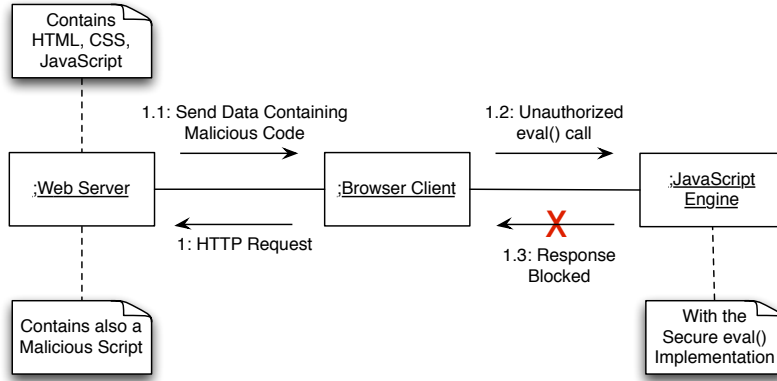 Contains
HTML, CSS,
JavaScript
1.1: Send Data Containing
Malicious Code
1.2: Unauthorized
eval() call
;Web Server
;Browser Client
;JavaScript
Engine
X
1: HTTP Request
1.3: Response
Blocked
Contains also a
Malicious Script
With the
Secure eval()
Implementation